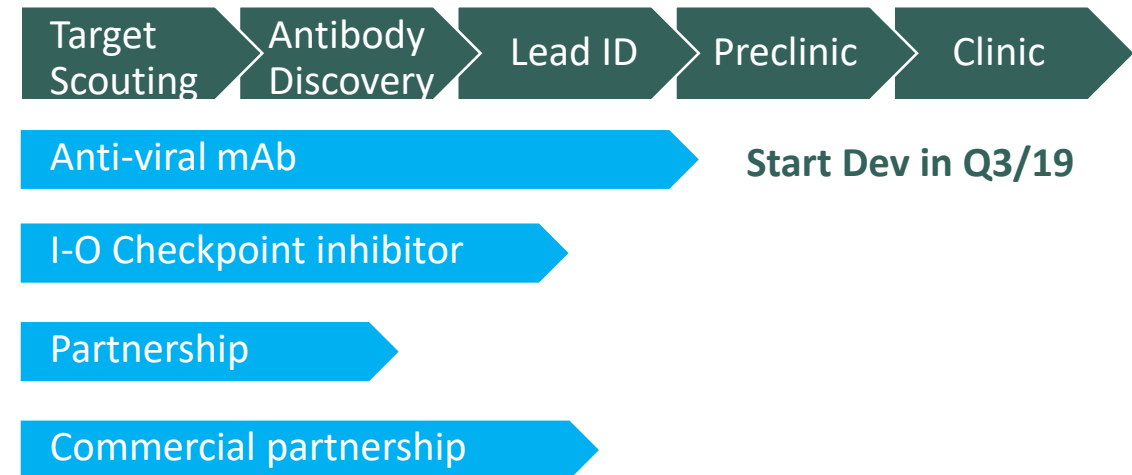 Target
Scouting
Antibody
Discovery
Lead ID
Preclinic
Clinic
Anti-viral mAb
Start Dev in Q3/19
I-O Checkpoint inhibitor
Partnership
Commercial partnership